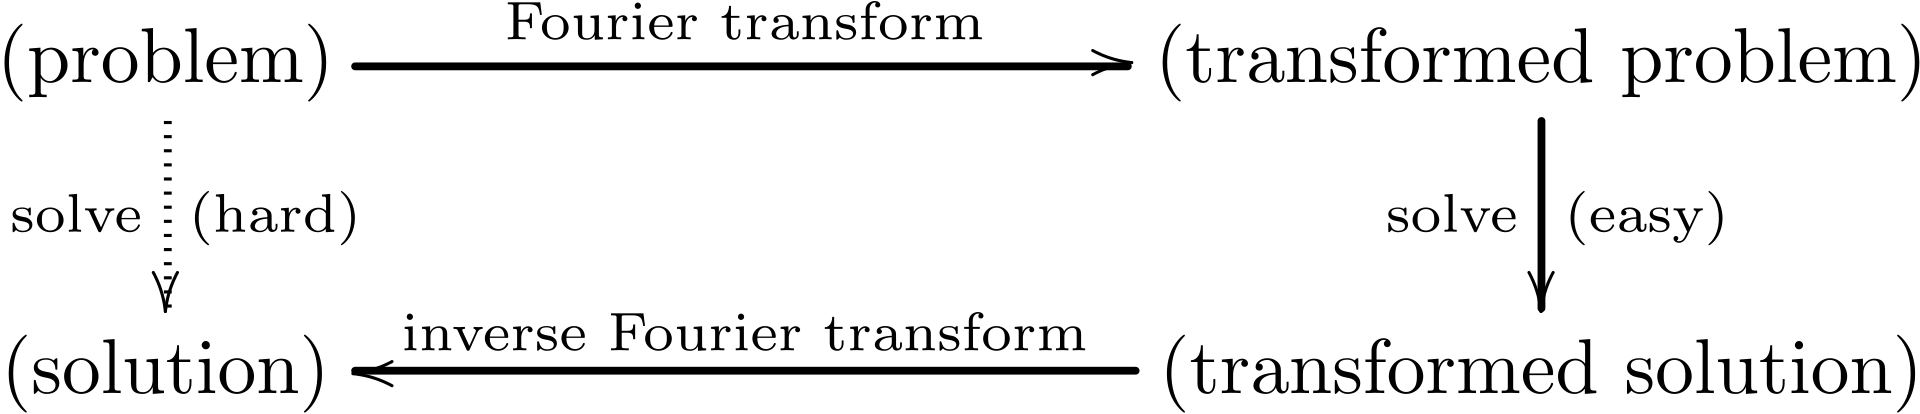 Fourier transform
(problem) (transformed problem)
solve (hard) solve (easy)
inverse Fourier transform
(solution) (transformed solution)